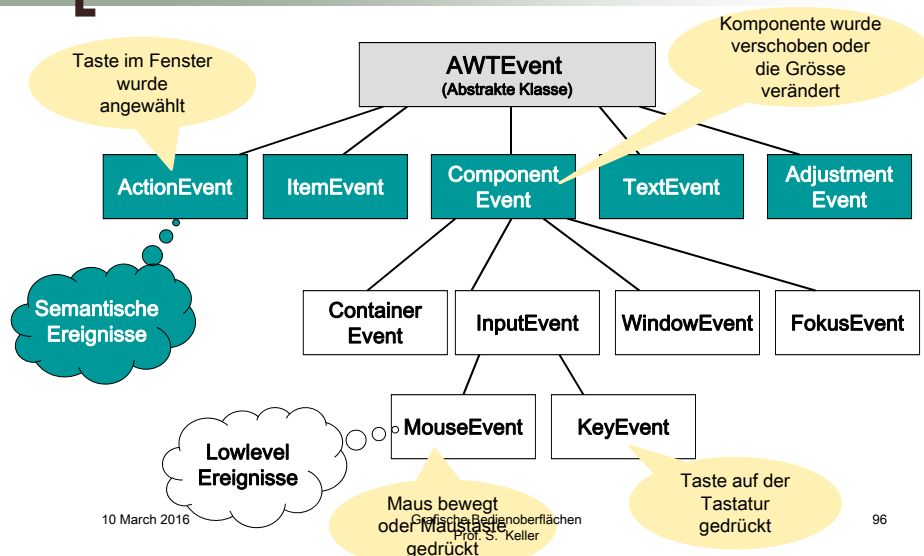 Taste im Fenster
wurde
angewählt
AWTEvent
(Abstrakte Klasse)
Komponente wurde
verschoben oder
die Grösse
verändert
ActionEvent
ItemEvent
Component
Event
TextEvent
Adjustment
Event
Semantische
Ereignisse
Container
Event
InputEvent
WindowEvent
FokusEvent
Lowlevel
Ereignisse
MouseEvent
KeyEvent
Maus bewegt
oder Maustaste
gedrückt
Taste auf der
Tastatur
gedrückt
10 March 2016
Grafische Bedienoberflächen
Prof. S. Keller
96